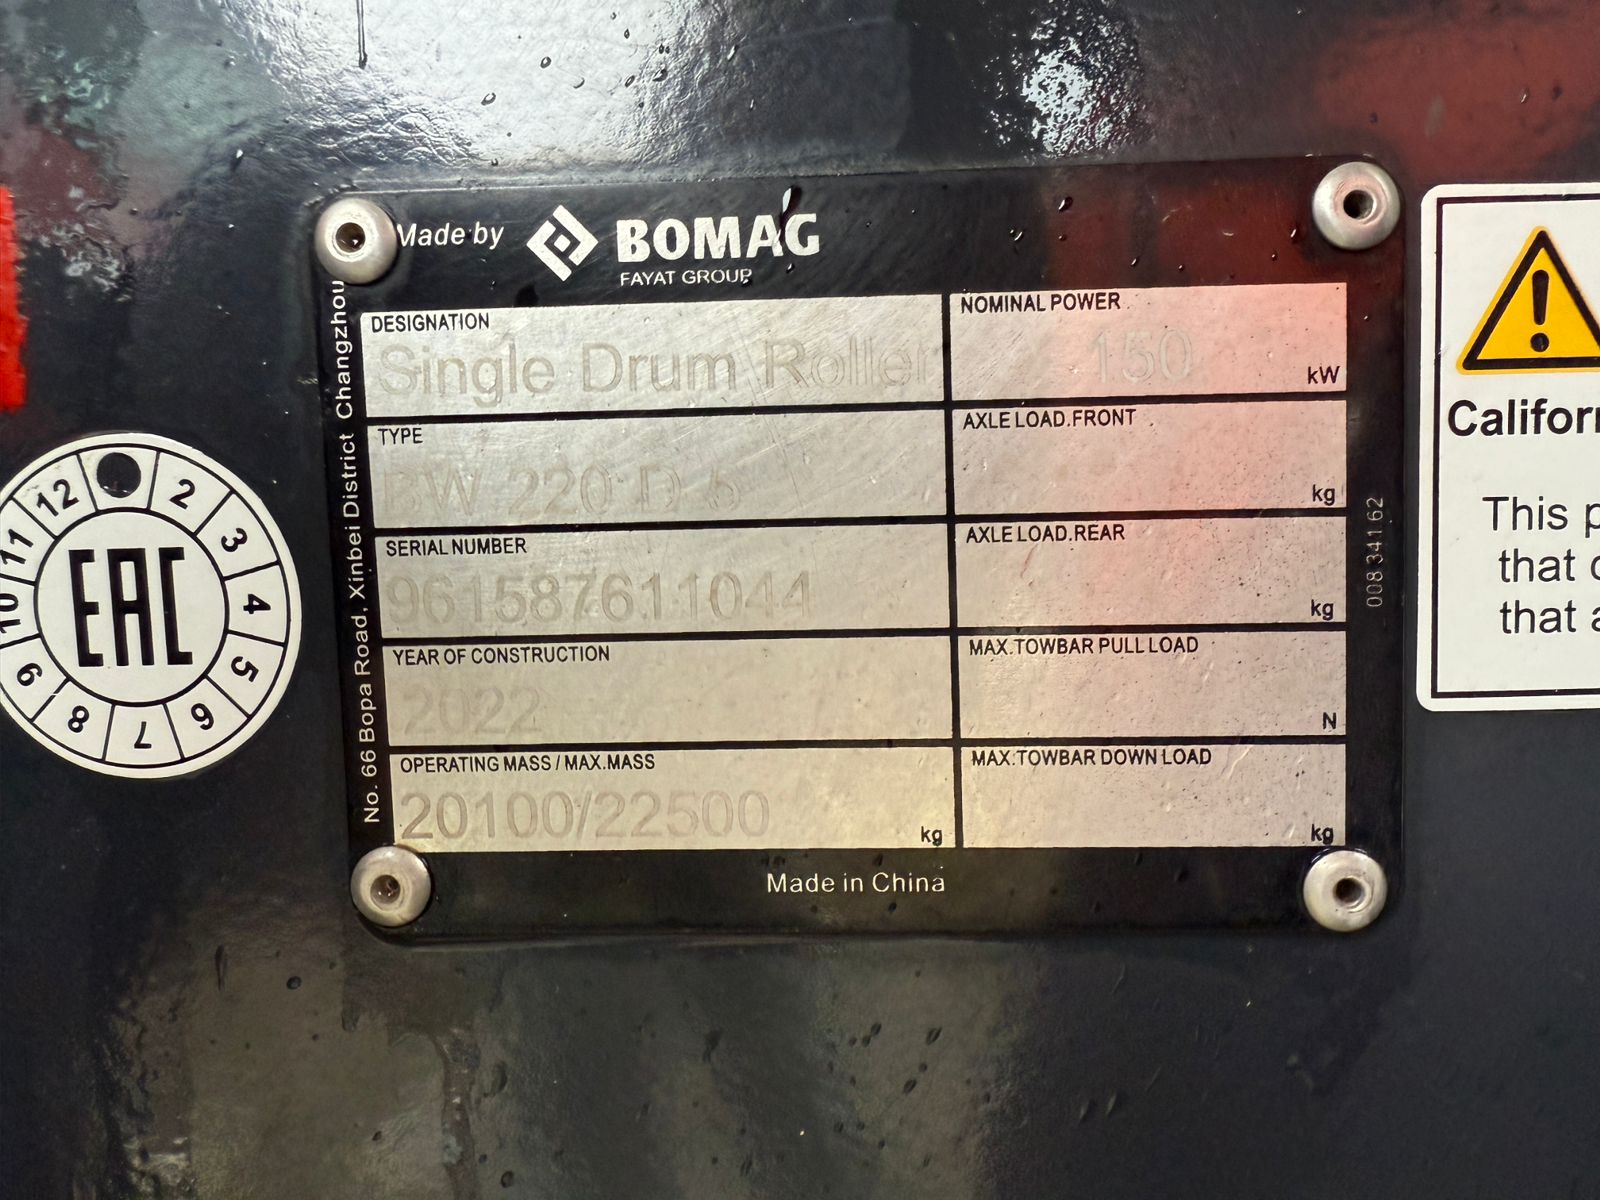 Made by BOMAG
FAYAT GROUP
DESIGNATION
Single Drum Roller
NOMINAL POWER
150
kW
TYPE
BW 220 D-5
AXLE LOAD.FRONT
kg
SERIAL NUMBER
961587611044
AXLE LOAD.REAR
kg
YEAR OF CONSTRUCTION
2022
MAX.TOWBAR PULL LOAD
N
OPERATING MASS / MAX.MASS
20100/22500
kg
MAX.TOWBAR DOWN LOAD
kg
Made in China
No. 66 Bopa Road, Xinbei District Changzhou
008 341 62
EAC
2
3
4
5
6
7
8
9
10
11
12
Califor
This p
that
that a